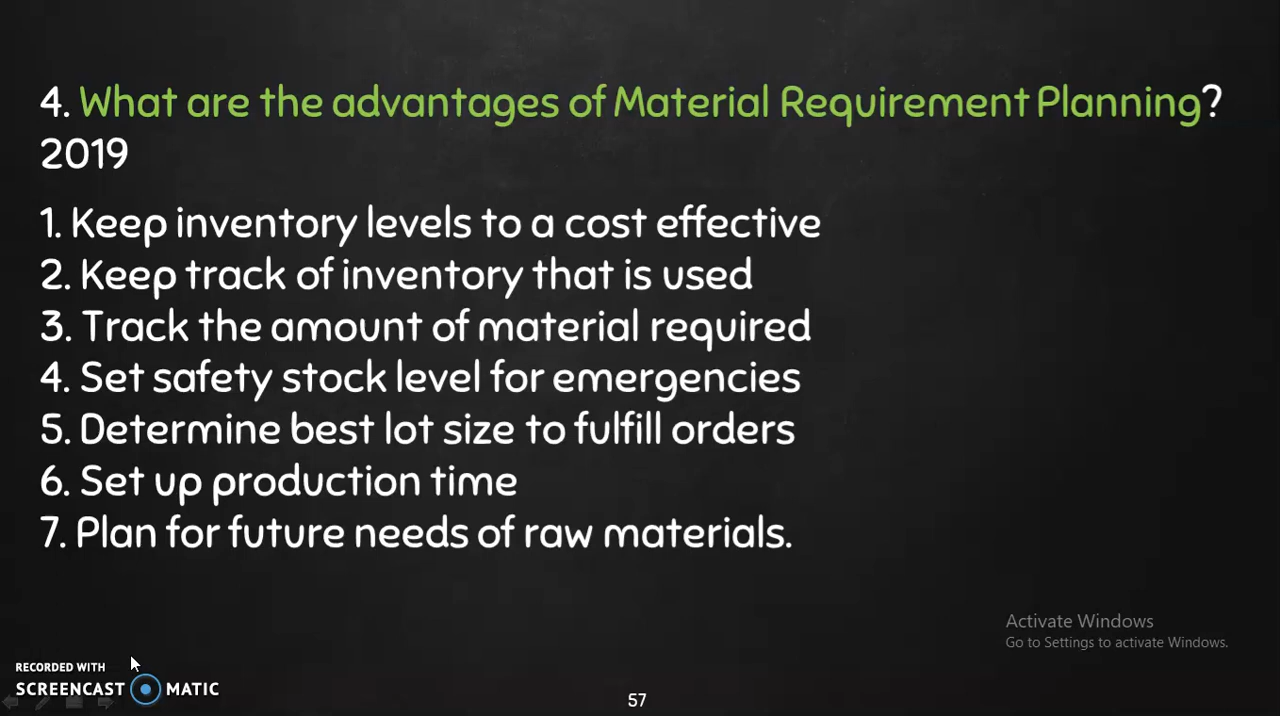 4. What are the advantages of Material Requirement Planning?
2019
1. Keep inventory levels to a cost effective
2. Keep track of inventory that is used
3. Track the amount of material required
4. Set safety stock level for emergencies
5. Determine best lot size to fulfill orders
6. Set up production time
7. Plan for future needs of raw materials.
Activate Windows
Go to Settings to activate Windows.
RECORDED WITH
SCREENCAST MATIC
57